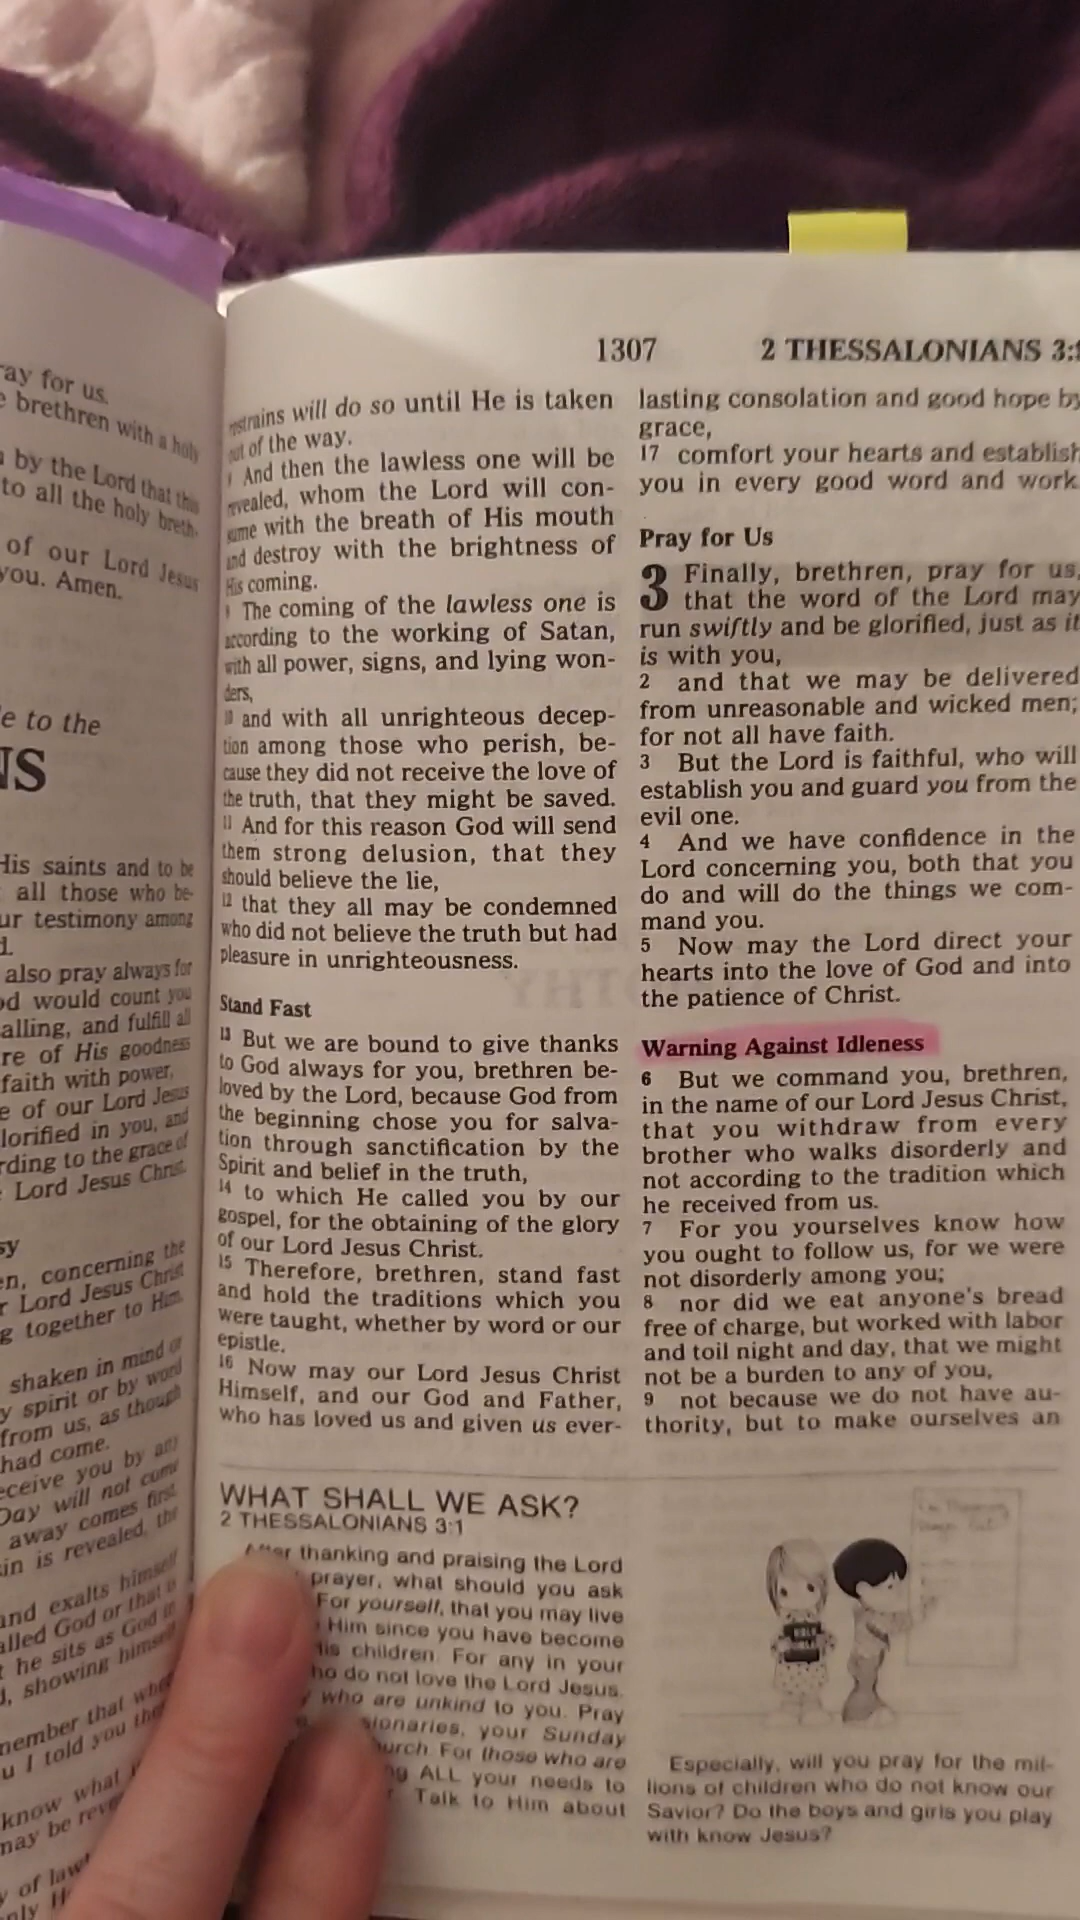 ray for us.
brethren with a holy
by the Lord that this
to all the holy breth-
of our Lord Jesus
you. Amen.
e to the
NS
His saints and to be
all those who be-
ur testimony among
d.
also pray always for
od would count you
alling, and fulfill all
re of His goodness
faith with power,
e of our Lord Jesus
lorified in you, and
rding to the grace of
Lord Jesus Christ.
sy
en, concerning the
r Lord Jesus Christ
g together to Him,
shaken in mind or
y spirit or by word
from us, as though
had come.
eceive you by any
Day will not come
away comes first,
in is revealed, the
and exalts himself
alled God or that is
t he sits as God in
d, showing himself
member that when
u I told you
know what
may be
y of
only
1307
2 THESSALONIANS 3:
restrains will do so until He is taken
out of the way.
And then the lawless one will be
revealed, whom the Lord will con-
sume with the breath of His mouth
and destroy with the brightness of
His coming.
9 The coming of the lawless one is
according to the working of Satan,
with all power, signs, and lying won-
ders,
10 and with all unrighteous decep-
tion among those who perish, be-
cause they did not receive the love of
the truth, that they might be saved.
11 And for this reason God will send
them strong delusion, that they
should believe the lie,
12 that they all may be condemned
who did not believe the truth but had
pleasure in unrighteousness.
Stand Fast
13 But we are bound to give thanks
to God always for you, brethren be-
loved by the Lord, because God from
the beginning chose you for salva-
tion through sanctification by the
Spirit and belief in the truth,
14 to which He called you by our
gospel, for the obtaining of the glory
of our Lord Jesus Christ.
15 Therefore, brethren, stand fast
and hold the traditions which you
were taught, whether by word or our
epistle.
16 Now may our Lord Jesus Christ
Himself, and our God and Father,
who has loved us and given us ever-
lasting consolation and good hope by
grace,
17 comfort your hearts and establish
you in every good word and work
Pray for Us
3 Finally, brethren, pray for us,
that the word of the Lord may
run swiftly and be glorified, just as it
is with you,
2 and that we may be delivered
from unreasonable and wicked men;
for not all have faith.
3 But the Lord is faithful, who will
establish you and guard you from the
evil one.
4 And we have confidence in the
Lord concerning you, both that you
do and will do the things we com-
mand you.
5 Now may the Lord direct your
hearts into the love of God and into
the patience of Christ.
Warning Against Idleness
6 But we command you, brethren,
in the name of our Lord Jesus Christ,
that you withdraw from every
brother who walks disorderly and
not according to the tradition which
he received from us.
7 For you yourselves know how
you ought to follow us, for we were
not disorderly among you;
8 nor did we eat anyone's bread
free of charge, but worked with labor
and toil night and day, that we might
not be a burden to any of you,
9 not because we do not have au-
thority, but to make ourselves an
WHAT SHALL WE ASK?
2 THESSALONIANS 3:1
After thanking and praising the Lord
prayer, what should you ask
For yourself, that you may live
Him since you have become
His children. For any in your
who do not love the Lord Jesus.
who are unkind to you. Pray
sionaries, your Sunday
urch. For those who are
ng ALL your needs to
Talk to Him about
HOLY
Especially, will you pray for the mil-
lions of children who do not know our
Savior? Do the boys and girls you play
with know Jesus?